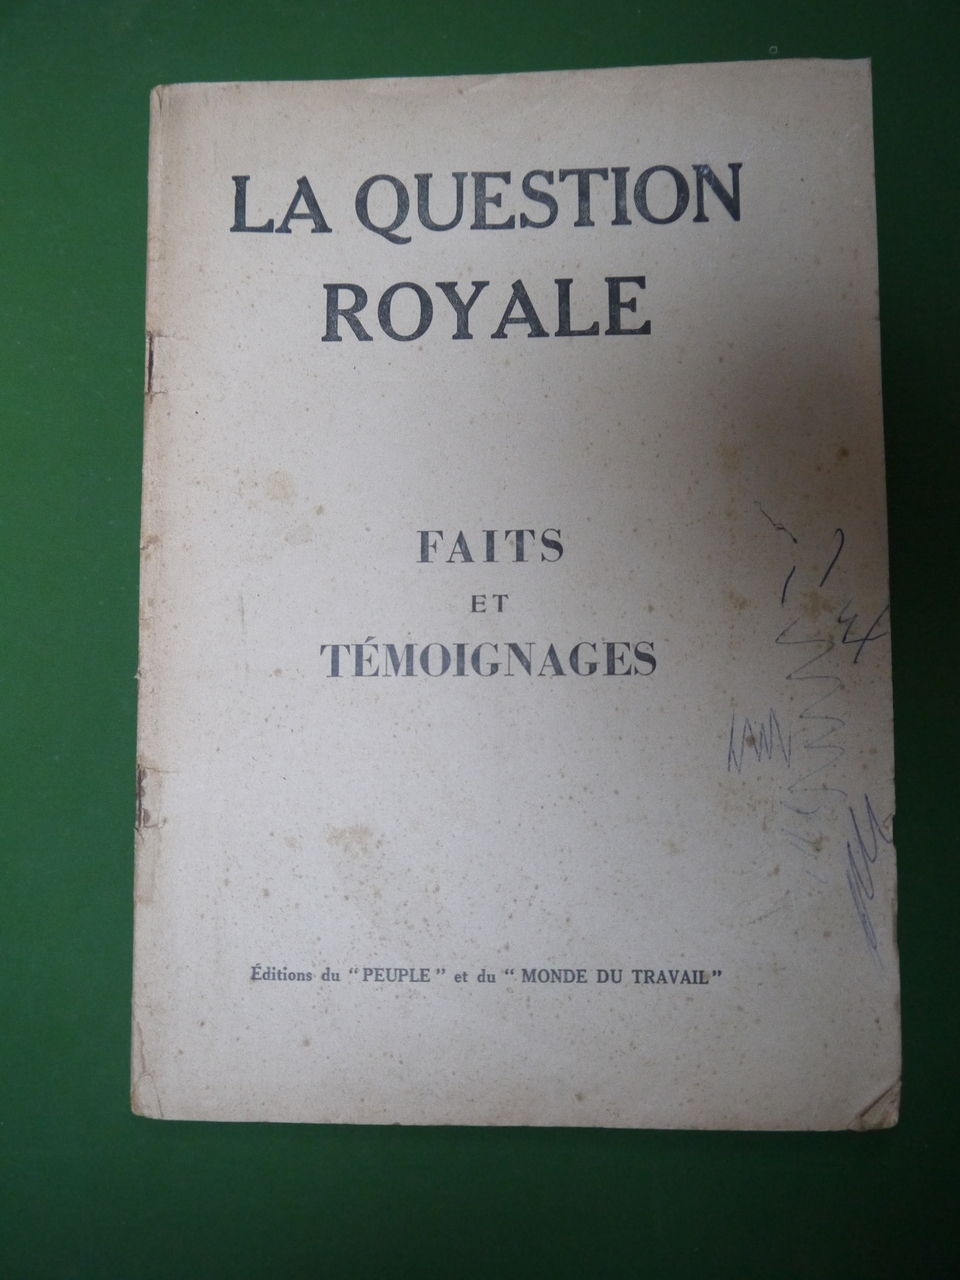 LA QUESTION
ROYALE
FAITS
ET
TÉMOIGNAGES
Éditions du “ PEUPLE ” et du “ MONDE DU TRAVAIL ”